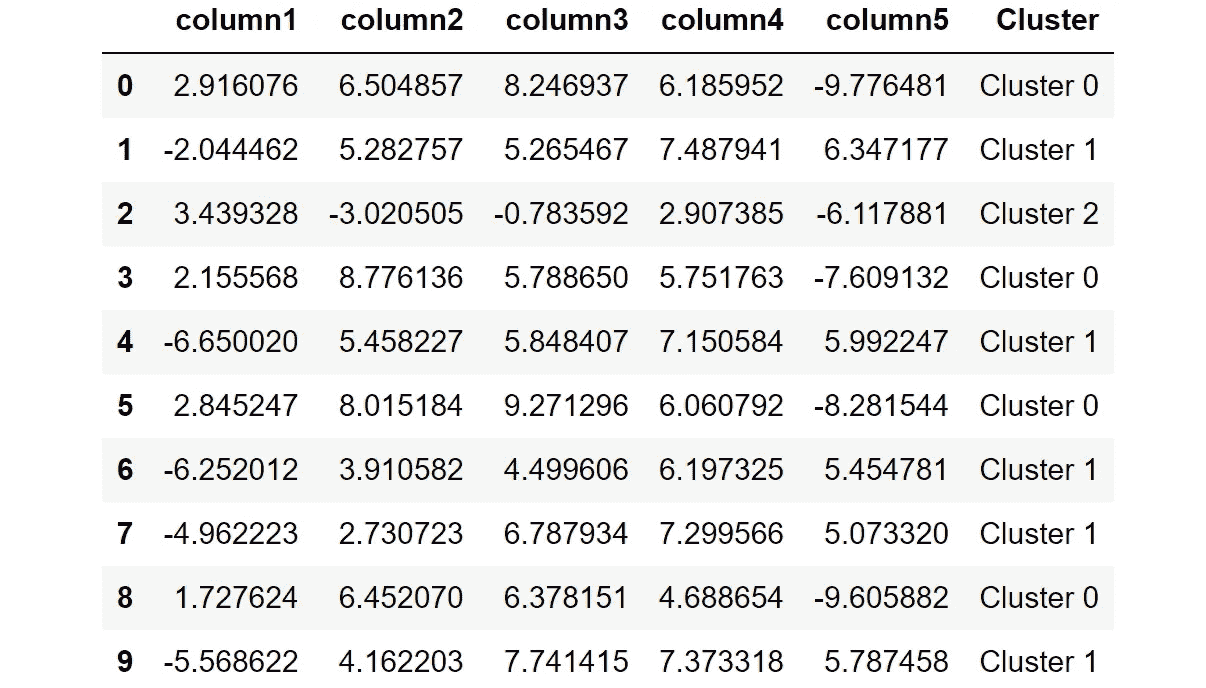 column1 column2 column3 column4 column5 Cluster
0 2.916076 6.504857 8.246937 6.185952 -9.776481 Cluster 0
1 -2.044462 5.282757 5.265467 7.487941 6.347177 Cluster 1
2 3.439328 -3.020505 -0.783592 2.907385 -6.117881 Cluster 2
3 2.155568 8.776136 5.788650 5.751763 -7.609132 Cluster 0
4 -6.650020 5.458227 5.848407 7.150584 5.992247 Cluster 1
5 2.845247 8.015184 9.271296 6.060792 -8.281544 Cluster 0
6 -6.252012 3.910582 4.499606 6.197325 5.454781 Cluster 1
7 -4.962223 2.730723 6.787934 7.299566 5.073320 Cluster 1
8 1.727624 6.452070 6.378151 4.688654 -9.605882 Cluster 0
9 -5.568622 4.162203 7.741415 7.373318 5.787458 Cluster 1